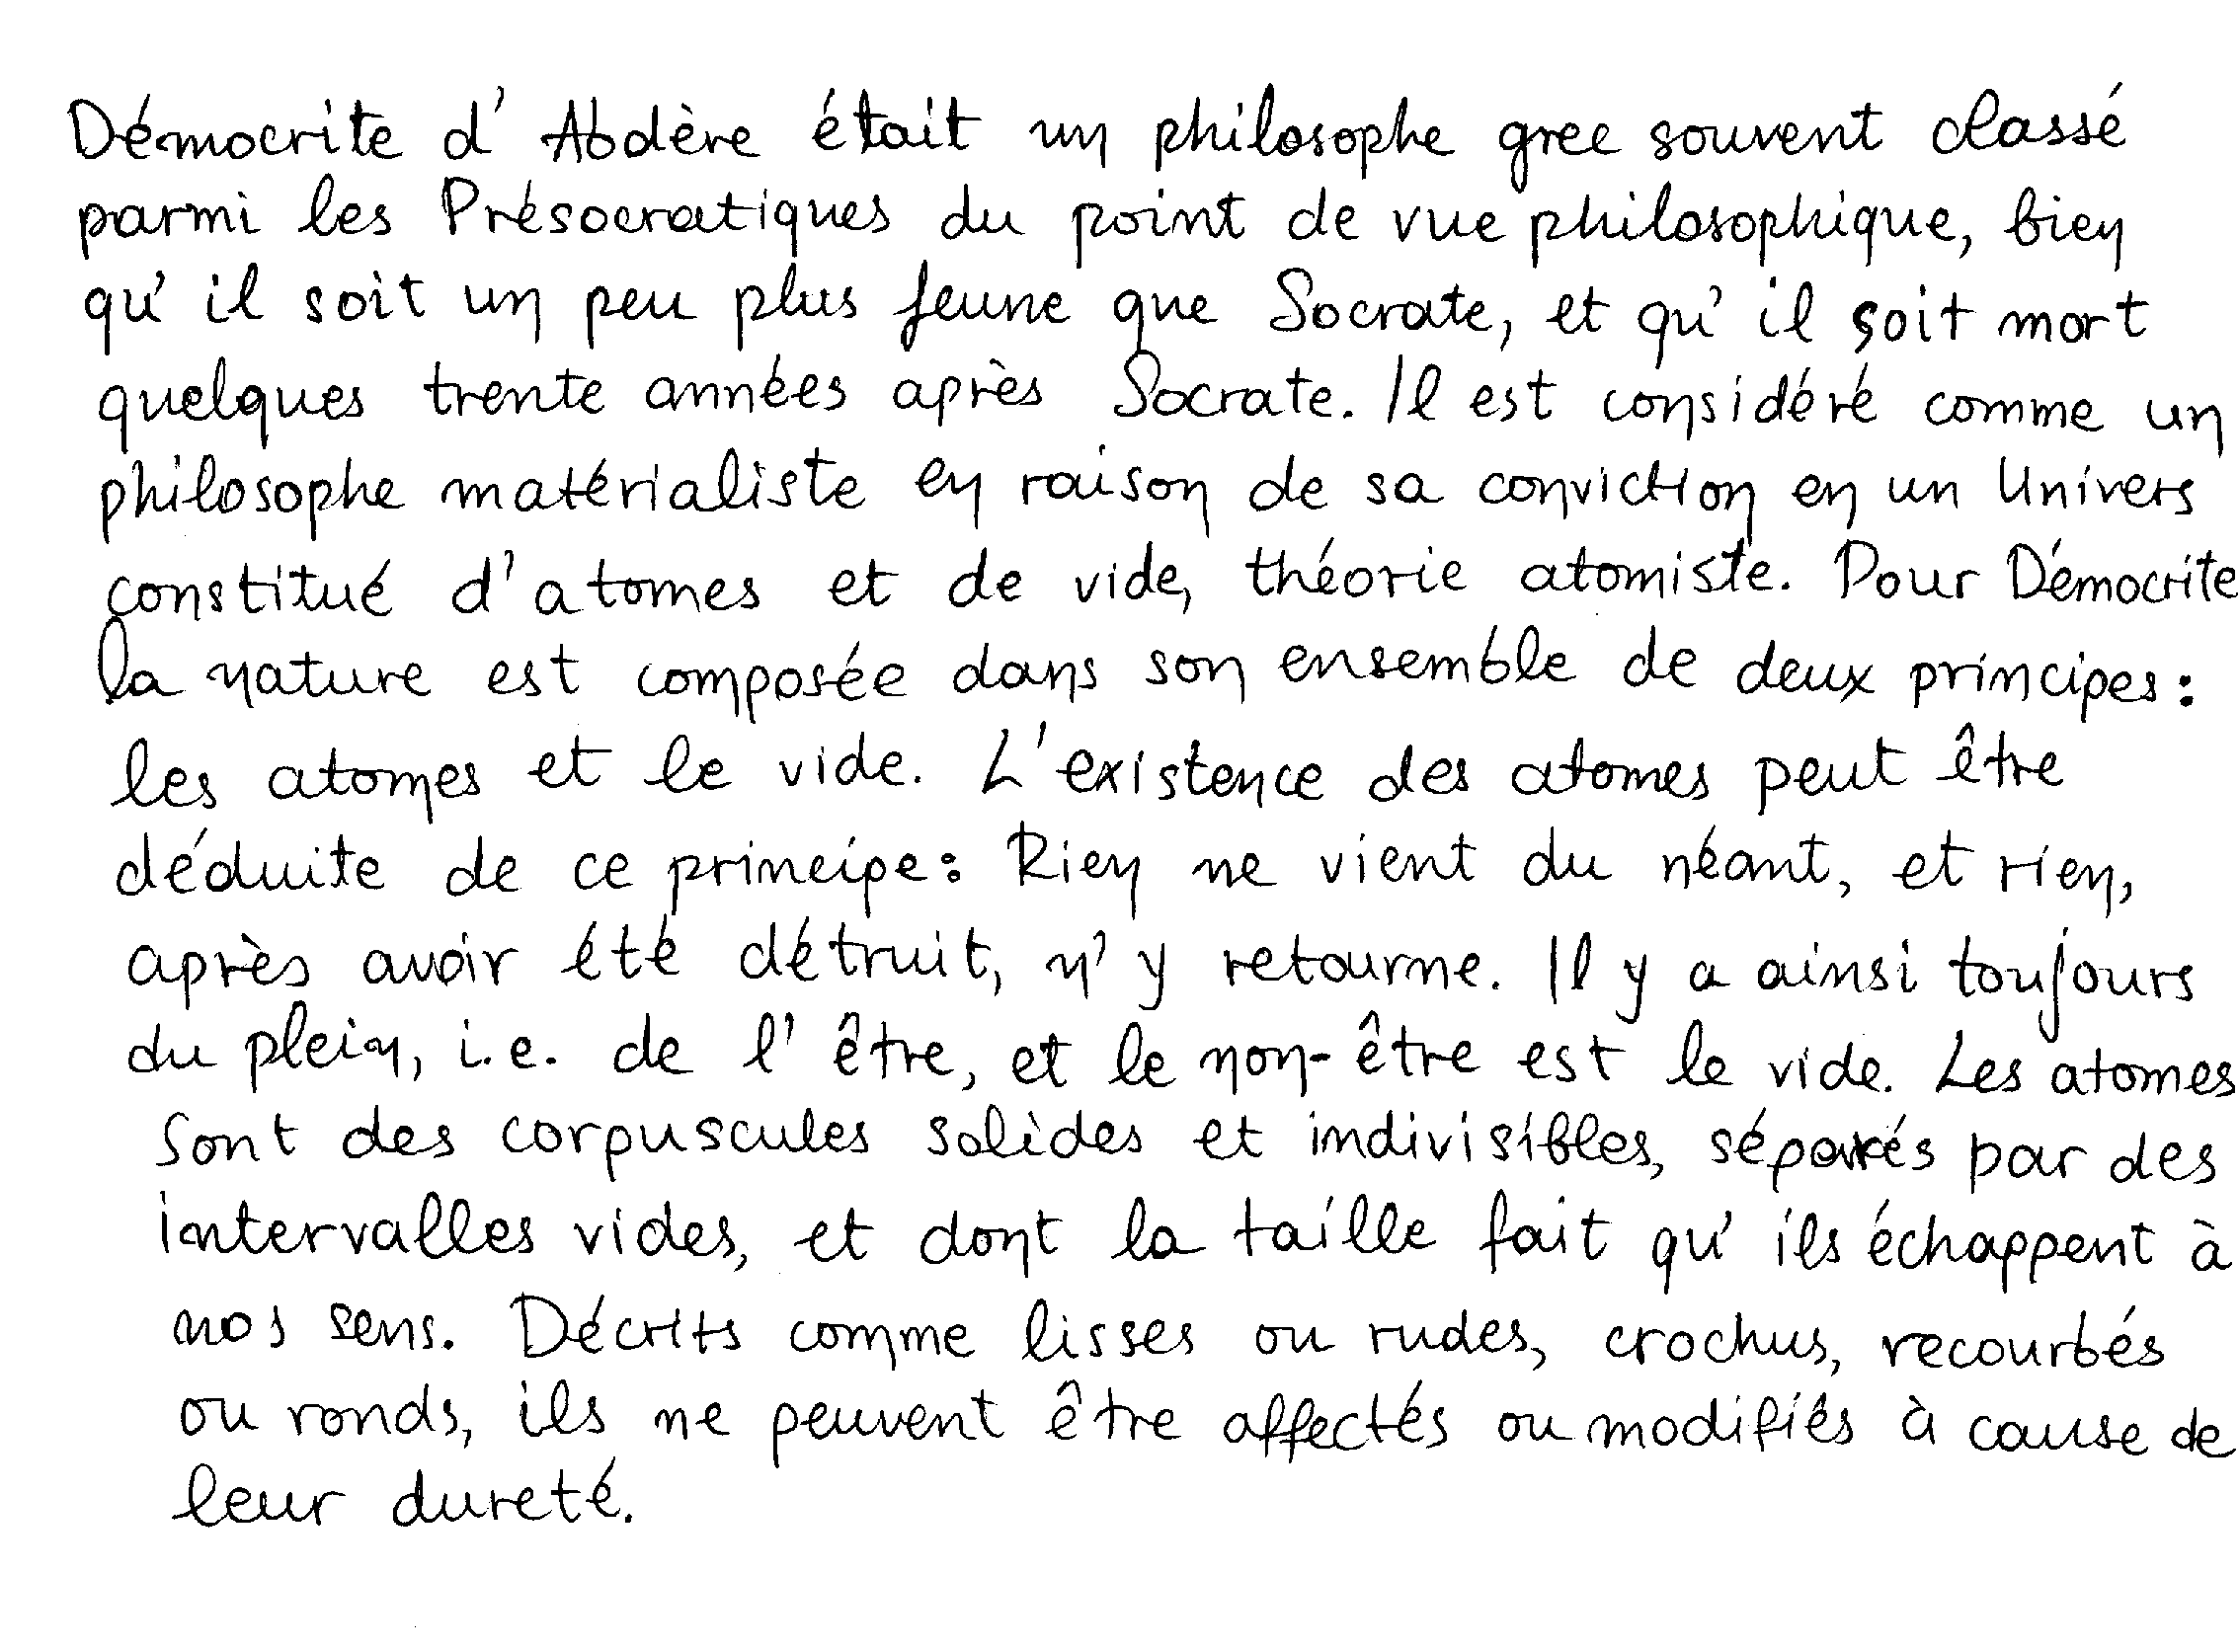 Démocrite d'Abdère était un philosophe grec souvent classé
parmi les Présocratiques du point de vue philosophique, bien
qu'il soit un peu plus jeune que Socrate, et qu'il soit mort
quelques trente années après Socrate. Il est considéré comme un
philosophe matérialiste en raison de sa conviction en un Univers
constitué d'atomes et de vide, théorie atomiste. Pour Démocrite
la nature est composée dans son ensemble de deux principes:
les atomes et le vide. L'existence des atomes peut être
déduite de ce principe: Rien ne vient du néant, et rien,
après avoir été détruit, n'y retourne. Il y a ainsi toujours
du plein, i.e. de l'être, et le non-être est le vide. Les atomes
sont des corpuscules solides et indivisibles, séparés par des
intervalles vides, et dont la taille fait qu'ils échappent à
nos sens. Décrits comme lisses ou rudes, crochus, recourbés
ou ronds, ils ne peuvent être affectés ou modifiés à cause de
leur dureté.